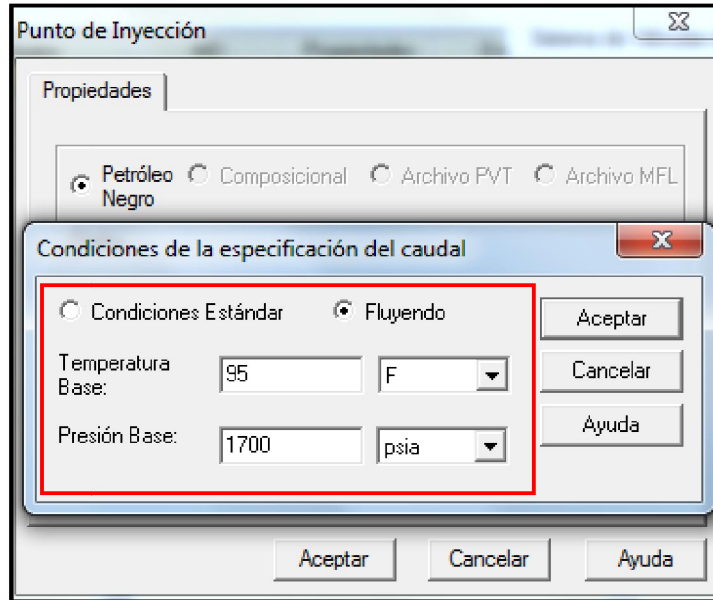 Punto de Inyección
Propiedades
Petróleo Negro
Composicional
Archivo PVT
Archivo MFL
Condiciones de la especificación del caudal
Condiciones Estándar
Fluyendo
Aceptar
Temperatura Base:
95
F
Cancelar
Presión Base:
1700
psia
Ayuda
Aceptar
Cancelar
Ayuda